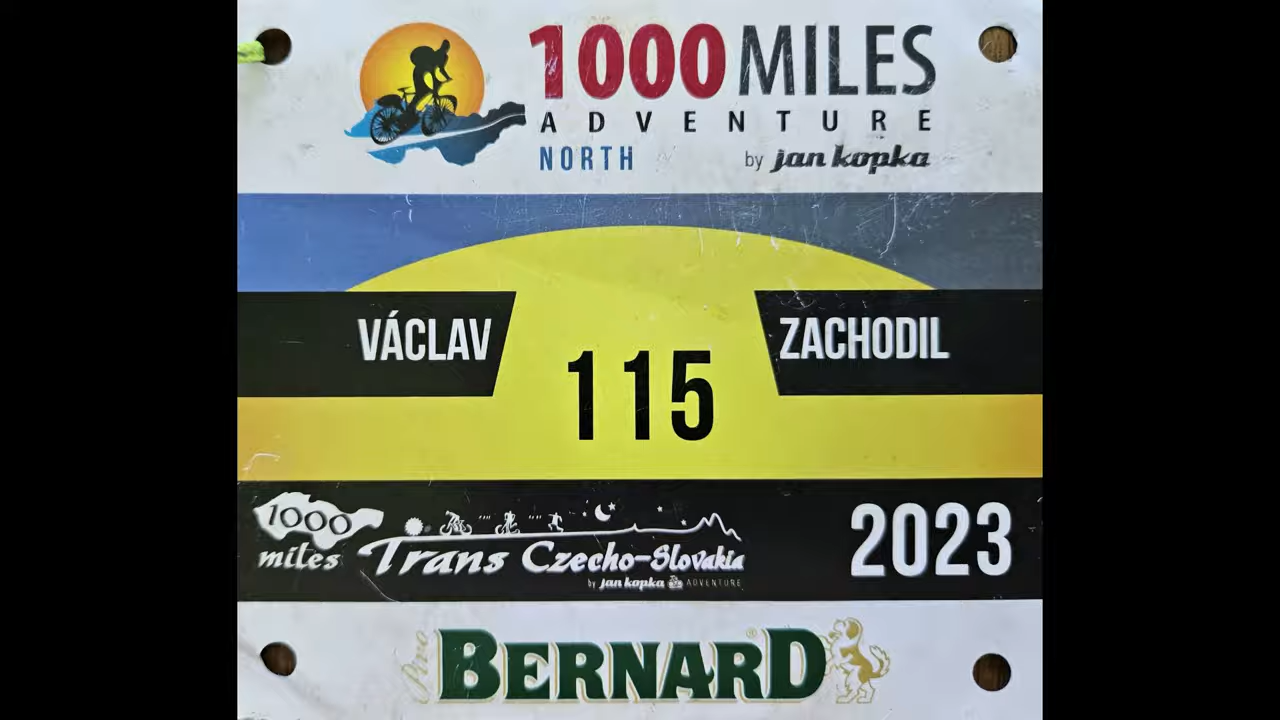 1000 MILES
ADVENTURE
NORTH by jan kopka
VÁCLAV 115 ZACHODIL
1000 miles Trans Czecho-Slovakia
by jan kopka ADVENTURE
2023
Pivo BERNARD®